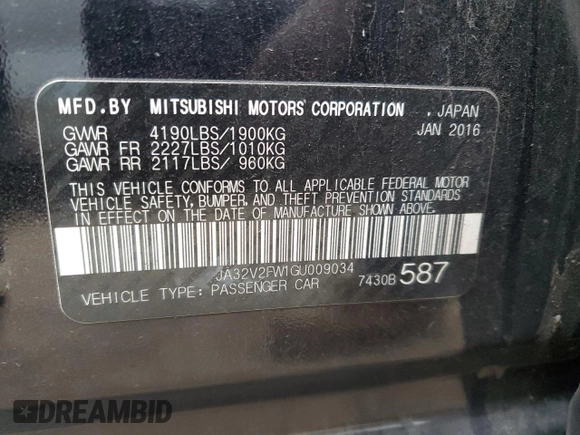 MFD.BY MITSUBISHI MOTORS CORPORATION , JAPAN
GVWR 4190LBS/1900KG JAN 2016
GAWR FR 2227LBS/1010KG
GAWR RR 2117LBS/ 960KG
THIS VEHICLE CONFORMS TO ALL APPLICABLE FEDERAL MOTOR
VEHICLE SAFETY, BUMPER, AND THEFT PREVENTION STANDARDS
IN EFFECT ON THE DATE OF MANUFACTURE SHOWN ABOVE.
JA32V2FW1GU009034
VEHICLE TYPE: PASSENGER CAR 7430B 587
DREAMBID